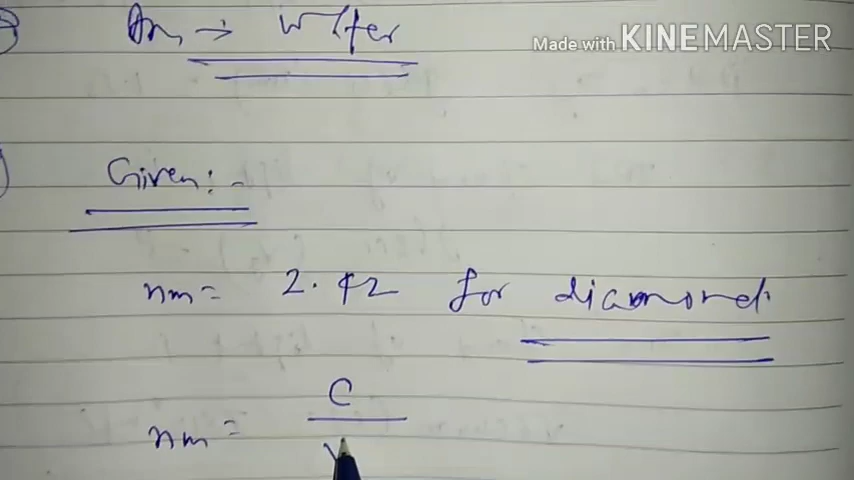 Ans → Water
Made with KINEMASTER
Given:-
nm = 2.42 for diamond.
nm = C
V